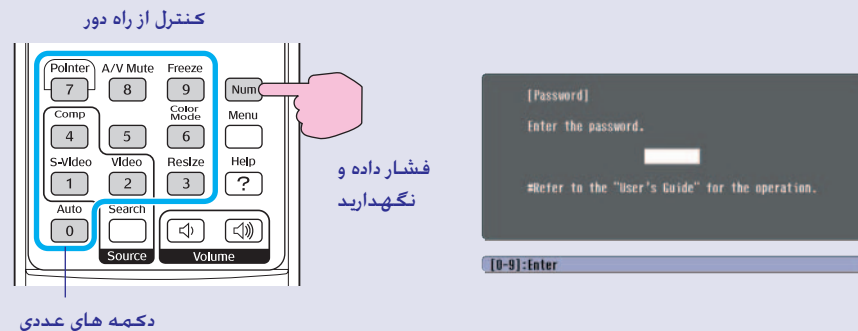 کنترل از راه دور
Pointer A/V Mute Freeze
7 8 9 Num
Comp Color Mode Menu
4 5 6
S-Video Video Resize Help
1 2 3 ?
Auto Search
0
Source Volume
فشار داده و
نگهدارید
دکمه های عددی
[Password]
Enter the password.
#Refer to the "User's Guide" for the operation.
[0-9]:Enter